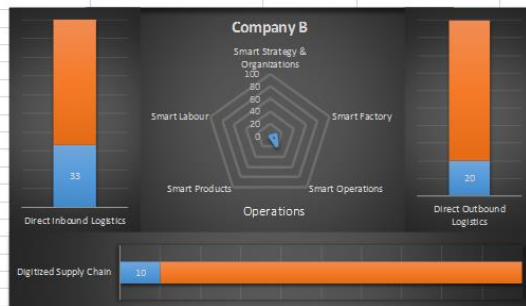 Company B
Smart Strategy &
Organizations
100
80
60
40
20
0
Smart Labour
Smart Factory
Smart Products
Smart Operations
Operations
33
Direct Inbound Logistics
20
Direct Outbound
Logistics
Digitized Supply Chain
10